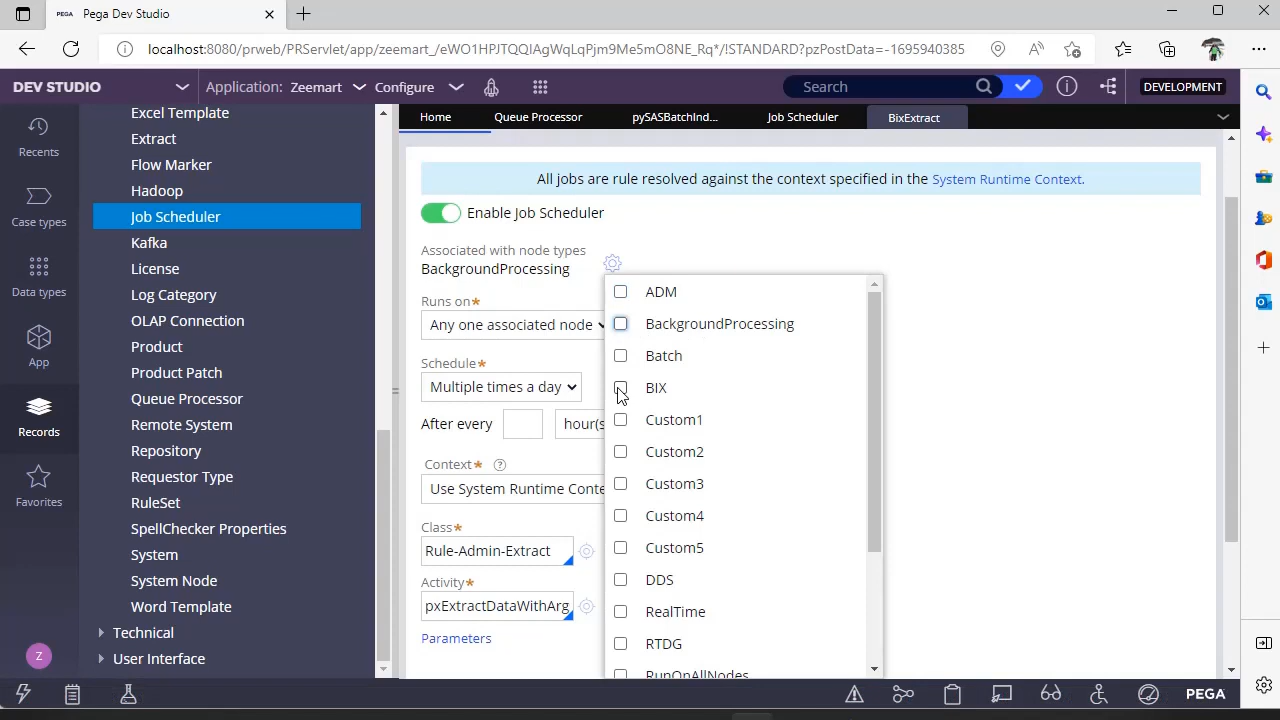 PEGA Pega Dev Studio
localhost:8080/prweb/PRServlet/app/zeemart_/eWO1HPJTQQIAgWqLqPjm9Me5mO8NE_Rq*/!STANDARD?pzPostData=-1695940385
DEV STUDIO Application: Zeemart Configure Search DEVELOPMENT
Recents
Case types
Data types
App
Records
Favorites
Z
Excel Template
Extract
Flow Marker
Hadoop
Job Scheduler
Kafka
License
Log Category
OLAP Connection
Product
Product Patch
Queue Processor
Remote System
Repository
Requestor Type
RuleSet
SpellChecker Properties
System
System Node
Word Template
Technical
User Interface
Home Queue Processor pySASBatchInd... Job Scheduler BixExtract
All jobs are rule resolved against the context specified in the System Runtime Context.
Enable Job Scheduler
Associated with node types
BackgroundProcessing
Runs on*
Any one associated node
Schedule*
Multiple times a day
After every hour(s
Context* ?
Use System Runtime Conte
Class*
Rule-Admin-Extract
Activity*
pxExtractDataWithArg
Parameters
ADM
BackgroundProcessing
Batch
BIX
Custom1
Custom2
Custom3
Custom4
Custom5
DDS
RealTime
RTDG
RunOnAllNodes
PEGA